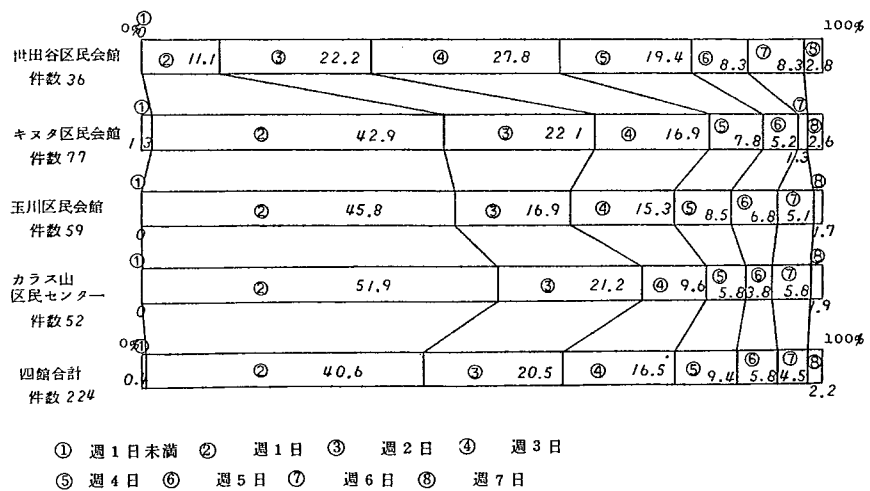 ①
0% 100%
0
世田谷区民会館 ② 11.1 ③ 22.2 ④ 27.8 ⑤ 19.4 ⑥ 8.3 ⑦ 8.3 ⑧ 2.8
件数 36
① ⑦
キヌタ区民会館 1.3 ② 42.9 ③ 22.1 ④ 16.9 ⑤ 7.8 ⑥ 5.2 ⑧ 2.6
件数 77 1.3
① ⑧
玉川区民会館 ② 45.8 ③ 16.9 ④ 15.3 ⑤ 8.5 ⑥ 6.8 ⑦ 5.1
件数 59 0 1.7
① ⑧
カラス山 ② 51.9 ③ 21.2 ④ 9.6 ⑤ 5.8 ⑥ 3.8 ⑦ 5.8
区民センター
0 1.9
件数 52
0% ① 100%
四館合計 0.4 ② 40.6 ③ 20.5 ④ 16.5 ⑤ 9.4 ⑥ 5.8 ⑦ 4.5 ⑧
件数 224 2.2
① 週1日未満 ② 週1日 ③ 週2日 ④ 週3日
⑤ 週4日 ⑥ 週5日 ⑦ 週6日 ⑧ 週7日